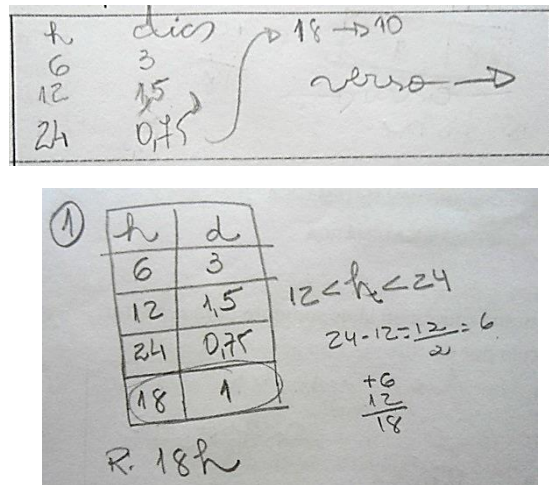 h dias
6 3
12 1,5
24 0,75
→ 18 → 10
verso →
1
h d
6 3
12 1,5
24 0,75
18 1
12 < h < 24
24-12=12/2=6
+6
12
18
R. 18h